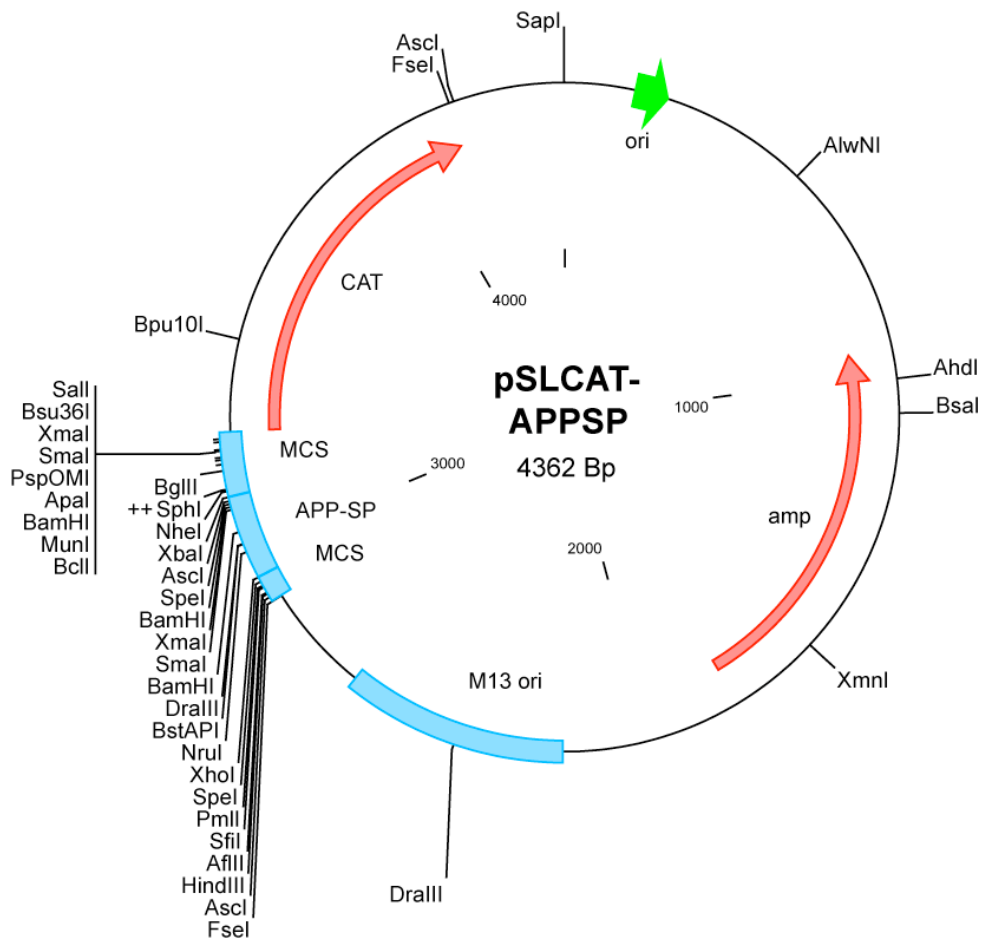 SapI
AscI
FseI
ori
AlwNI
CAT
4000
I
Bpu10I
pSLCAT-
APPSP
4362 Bp
1000
AhdI
BsaI
SalI
Bsu36I
XmaI
SmaI
PspOMI
ApaI
BamHI
MunI
BclI
MCS
3000
BglII
++ SphI
NheI
XbaI
AscI
SpeI
BamHI
XmaI
SmaI
BamHI
DraIII
BstAPI
NruI
XhoI
SpeI
PmlI
SfiI
AflII
HindIII
AscI
FseI
APP-SP
MCS
amp
2000
XmnI
M13 ori
DraIII